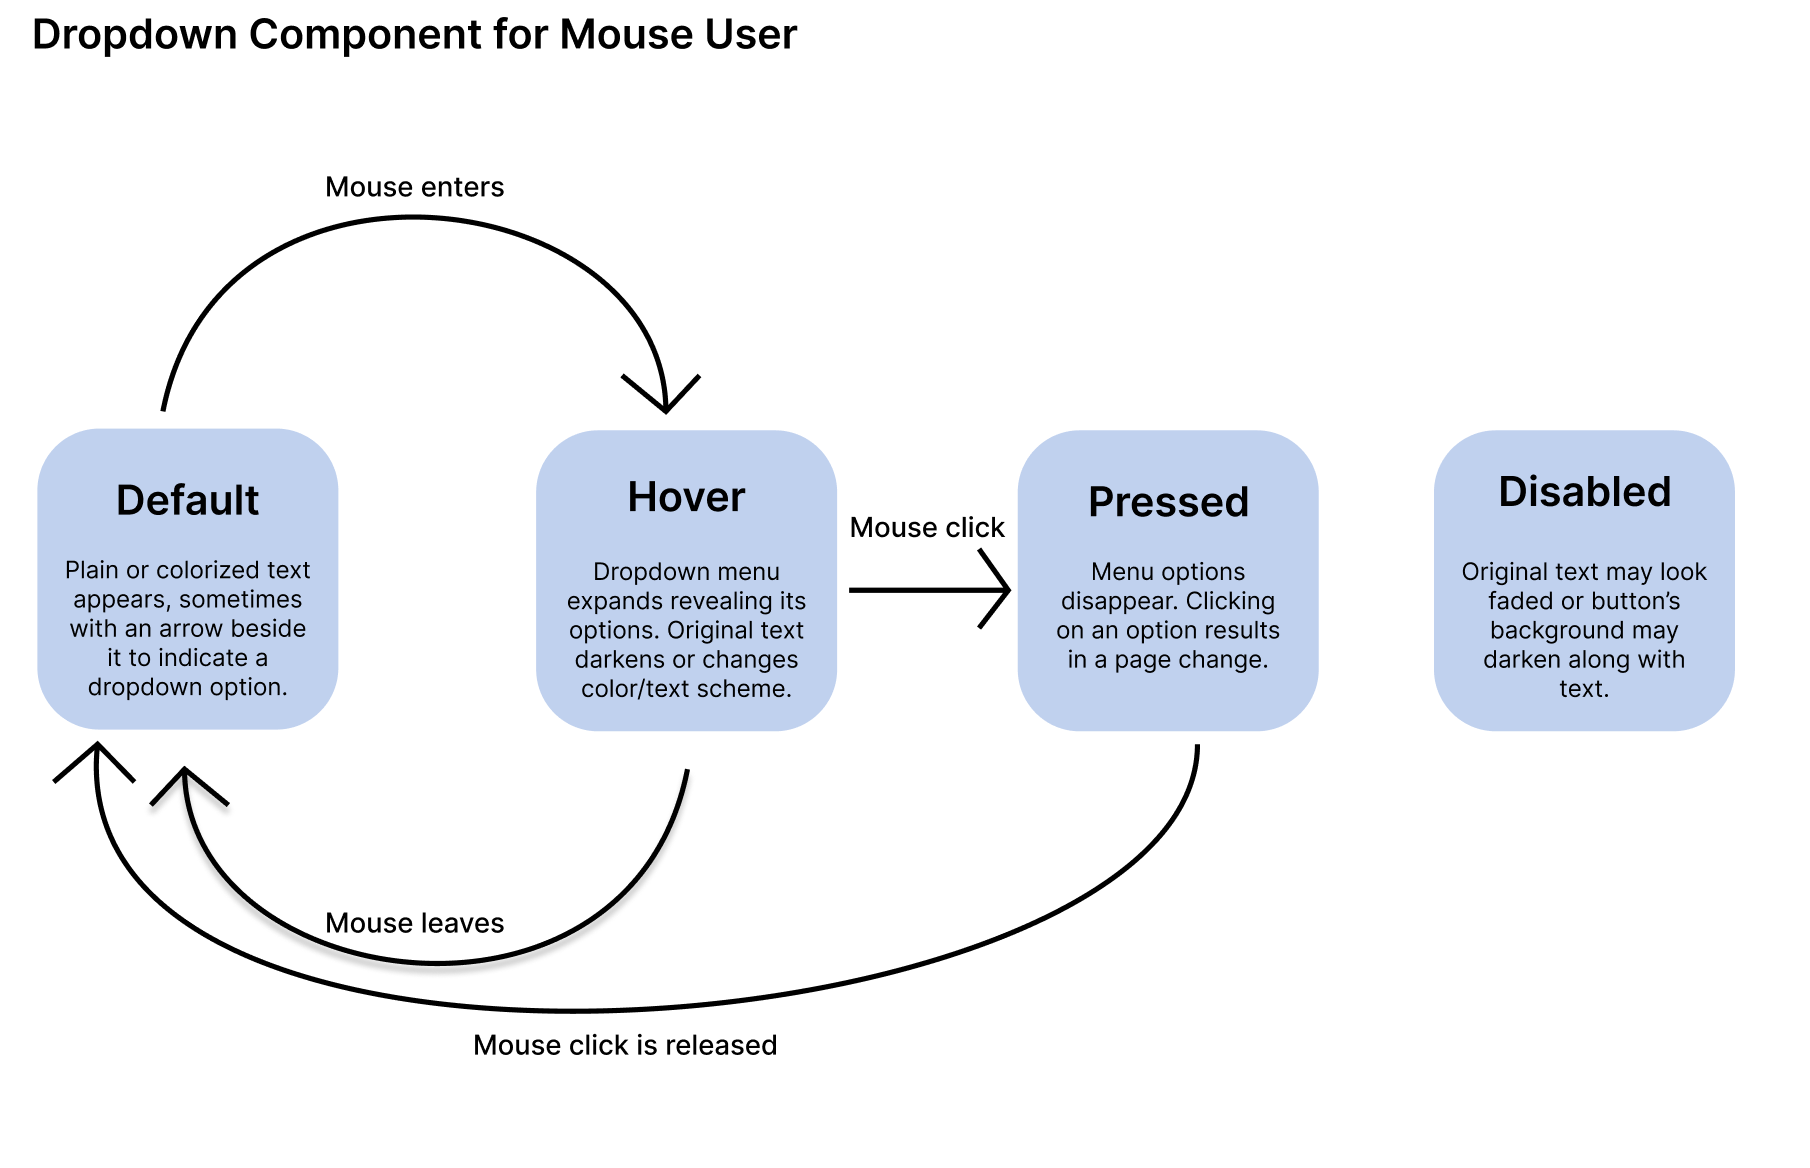 Dropdown Component for Mouse User
Mouse enters
Default
Plain or colorized text
appears, sometimes
with an arrow beside
it to indicate a
dropdown option.
Hover
Dropdown menu
expands revealing its
options. Original text
darkens or changes
color/text scheme.
Mouse click
Pressed
Menu options
disappear. Clicking
on an option results
in a page change.
Disabled
Original text may look
faded or button’s
background may
darken along with
text.
Mouse leaves
Mouse click is released